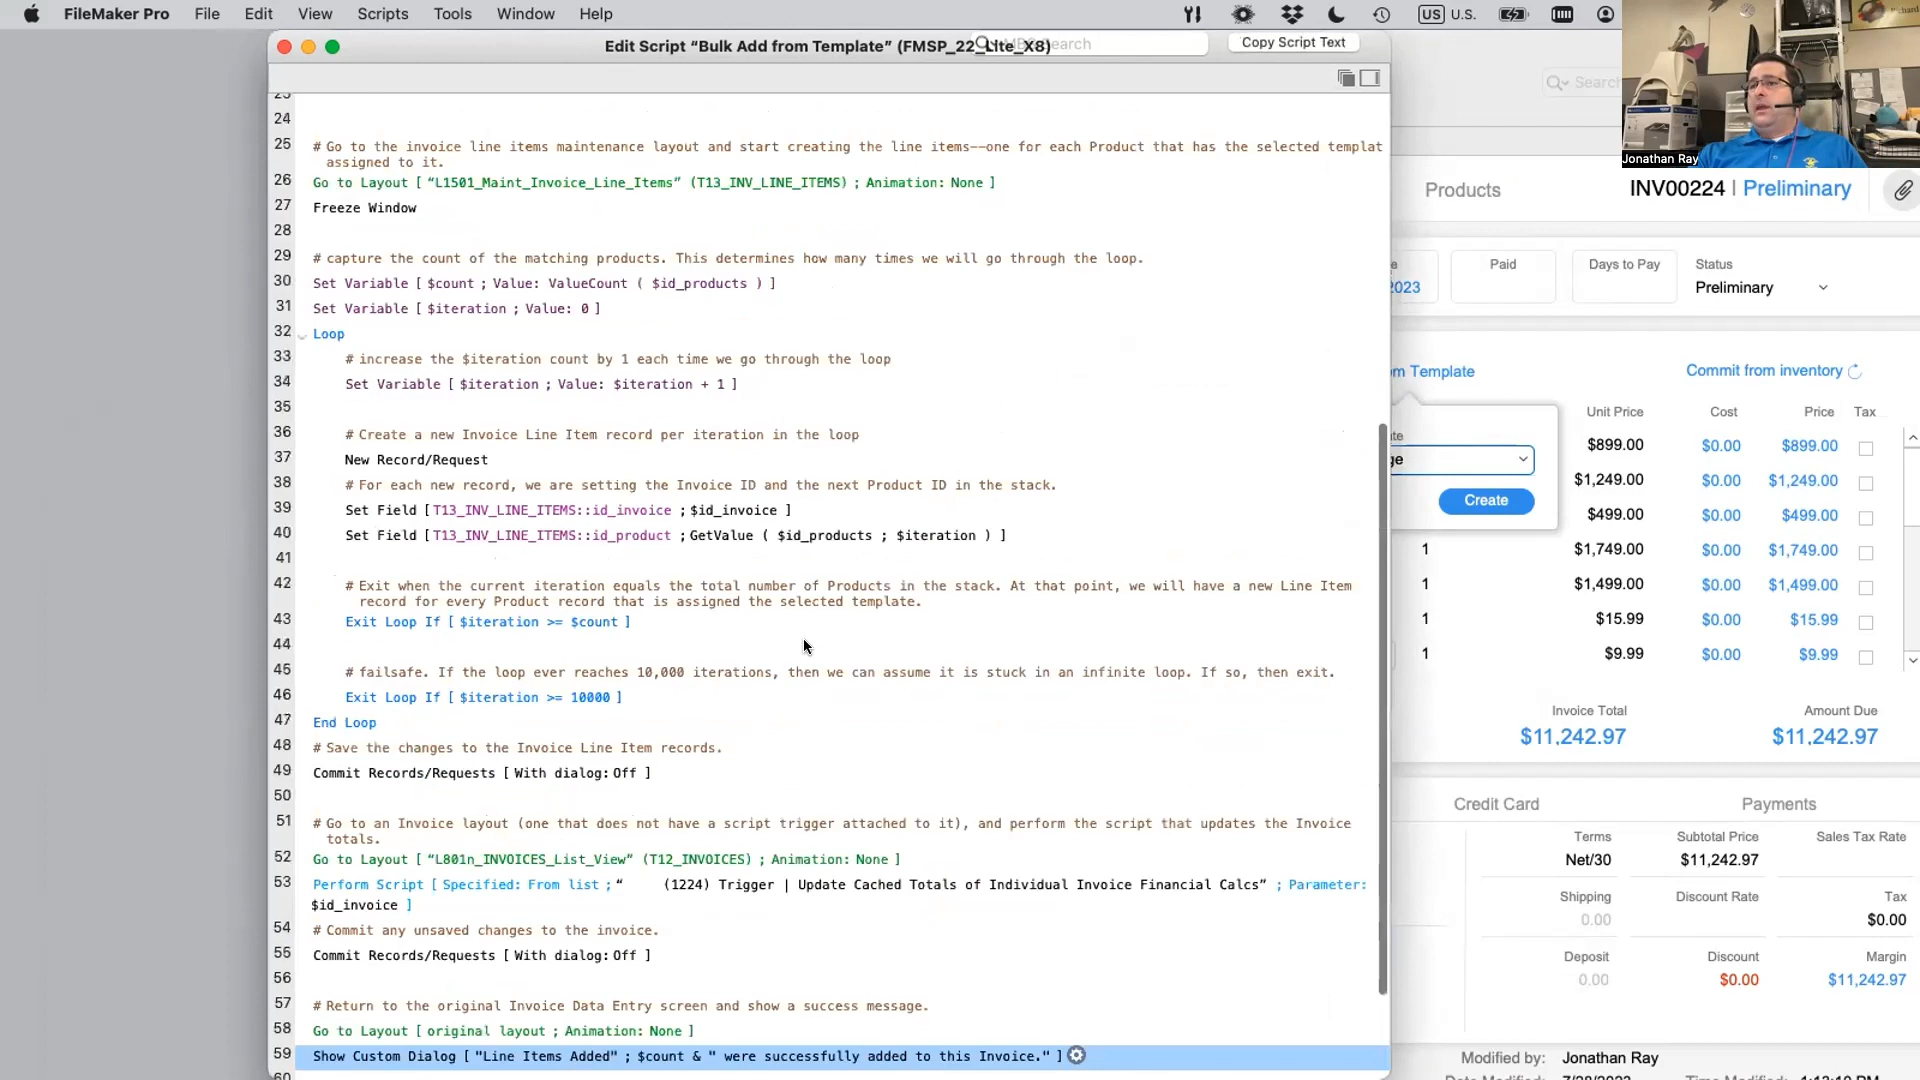 FileMaker Pro File Edit View Scripts Tools Window Help US U.S.
Edit Script “Bulk Add from Template” (FMSP_22_Lite_X8)
Search
Copy Script Text
Search
Jonathan Ray
23
24
25 # Go to the invoice line items maintenance layout and start creating the line items--one for each Product that has the selected templat
assigned to it.
26 Go to Layout [ “L1501_Maint_Invoice_Line_Items” (T13_INV_LINE_ITEMS) ; Animation: None ]
27 Freeze Window
28
29 # capture the count of the matching products. This determines how many times we will go through the loop.
30 Set Variable [ $count ; Value: ValueCount ( $id_products ) ]
31 Set Variable [ $iteration ; Value: 0 ]
32 Loop
33 # increase the $iteration count by 1 each time we go through the loop
34 Set Variable [ $iteration ; Value: $iteration + 1 ]
35
36 # Create a new Invoice Line Item record per iteration in the loop
37 New Record/Request
38 # For each new record, we are setting the Invoice ID and the next Product ID in the stack.
39 Set Field [ T13_INV_LINE_ITEMS::id_invoice ; $id_invoice ]
40 Set Field [ T13_INV_LINE_ITEMS::id_product ; GetValue ( $id_products ; $iteration ) ]
41
42 # Exit when the current iteration equals the total number of Products in the stack. At that point, we will have a new Line Item
record for every Product record that is assigned the selected template.
43 Exit Loop If [ $iteration >= $count ]
44
45 # failsafe. If the loop ever reaches 10,000 iterations, then we can assume it is stuck in an infinite loop. If so, then exit.
46 Exit Loop If [ $iteration >= 10000 ]
47 End Loop
48 # Save the changes to the Invoice Line Item records.
49 Commit Records/Requests [ With dialog: Off ]
50
51 # Go to an Invoice layout (one that does not have a script trigger attached to it), and perform the script that updates the Invoice
totals.
52 Go to Layout [ “L801n_INVOICES_List_View” (T12_INVOICES) ; Animation: None ]
53 Perform Script [ Specified: From list ; “ (1224) Trigger | Update Cached Totals of Individual Invoice Financial Calcs” ; Parameter:
$id_invoice ]
54 # Commit any unsaved changes to the invoice.
55 Commit Records/Requests [ With dialog: Off ]
56
57 # Return to the original Invoice Data Entry screen and show a success message.
58 Go to Layout [ original layout ; Animation: None ]
59 Show Custom Dialog [ "Line Items Added" ; $count & " were successfully added to this Invoice." ]
60
Products INV00224 | Preliminary
e Paid Days to Pay Status
2023 Preliminary
m Template Commit from inventory
ate
ge
Create
Unit Price Cost Price Tax
$899.00 $0.00 $899.00
$1,249.00 $0.00 $1,249.00
$499.00 $0.00 $499.00
1 $1,749.00 $0.00 $1,749.00
1 $1,499.00 $0.00 $1,499.00
1 $15.99 $0.00 $15.99
1 $9.99 $0.00 $9.99
Invoice Total Amount Due
$11,242.97 $11,242.97
Credit Card Payments
Terms Subtotal Price Sales Tax Rate
Net/30 $11,242.97
Shipping Discount Rate Tax
0.00 $0.00
Deposit Discount Margin
0.00 $0.00 $11,242.97
Modified by: Jonathan Ray